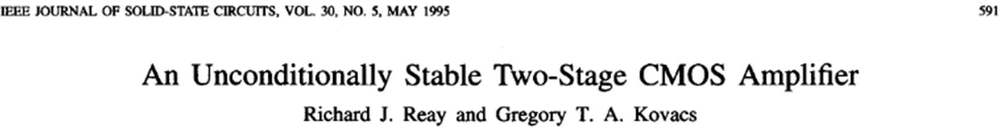 IEEE JOURNAL OF SOLID-STATE CIRCUITS, VOL. 30, NO. 5, MAY 1995 591
An Unconditionally Stable Two-Stage CMOS Amplifier
Richard J. Reay and Gregory T. A. Kovacs